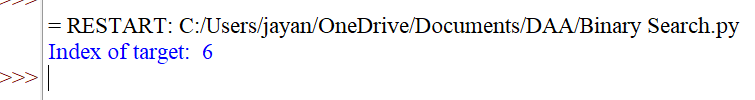 >>>
= RESTART: C:/Users/jayan/OneDrive/Documents/DAA/Binary Search.py
Index of target:  6
>>>